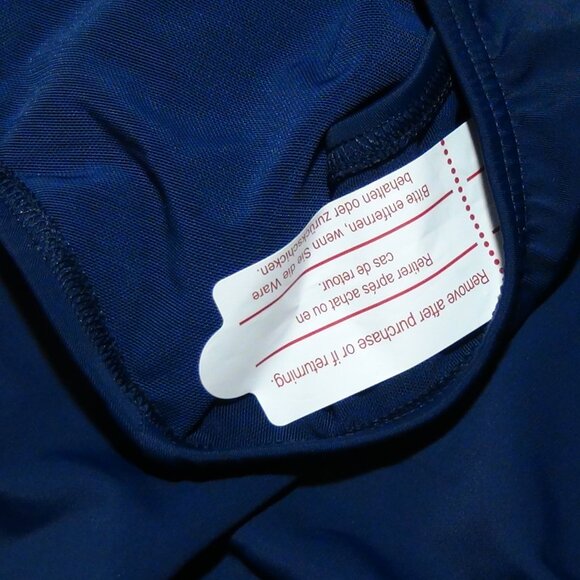 Remove after purchase or if returning.
Retirer après achat ou en
cas de retour.
Bitte entfernen, wenn Sie die Ware
behalten oder zurückschicken.